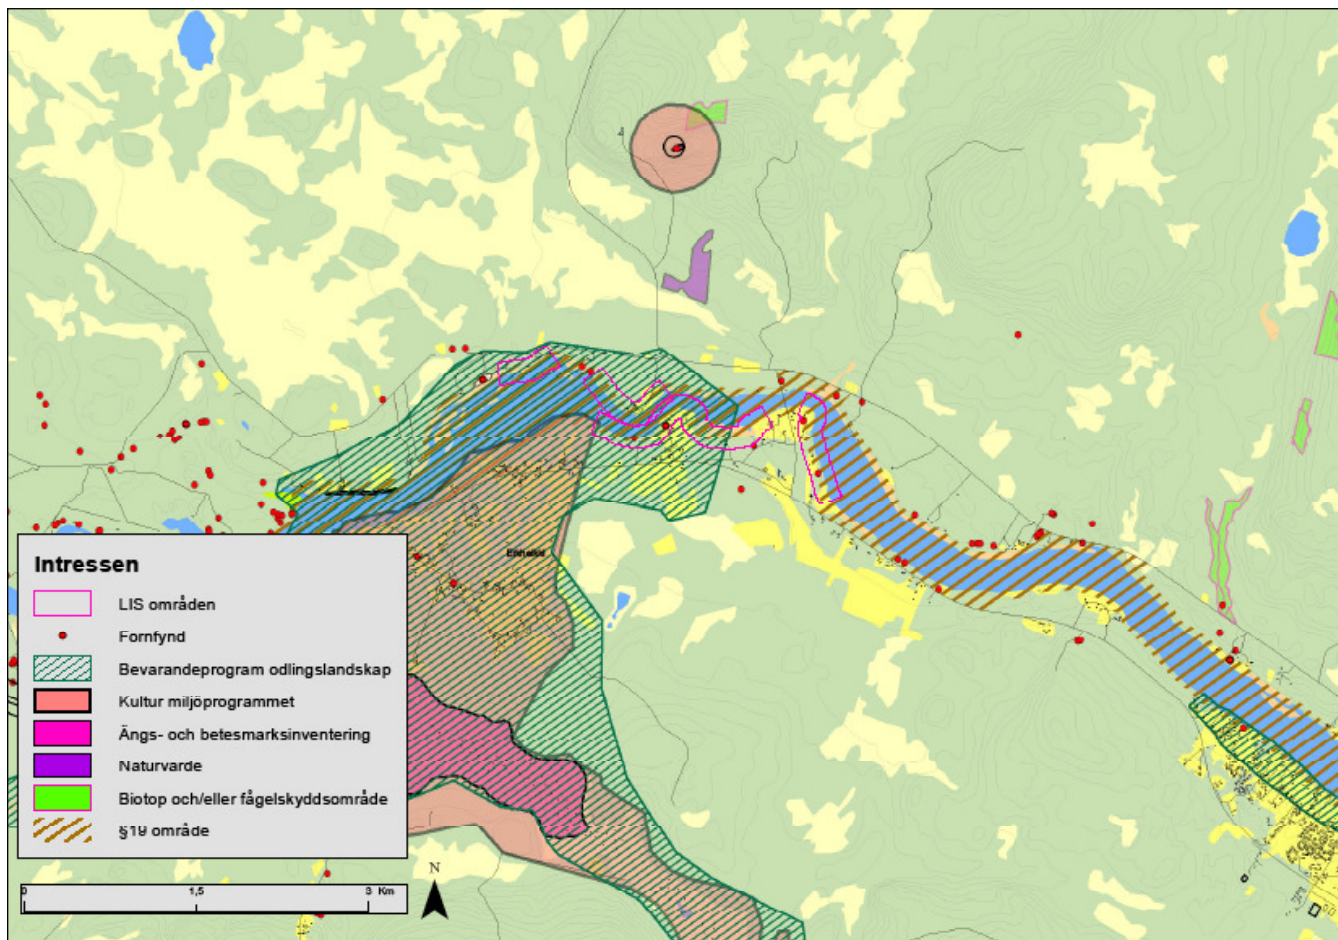 Intressen
LIS områden
Fornfynd
Bevarandeprogram odlingslandskap
Kultur miljöprogrammet
Ängs- och betesmarksinventering
Naturvarde
Biotop och/eller fågelskyddsområde
§19 område
0 1,5 3 Km
N